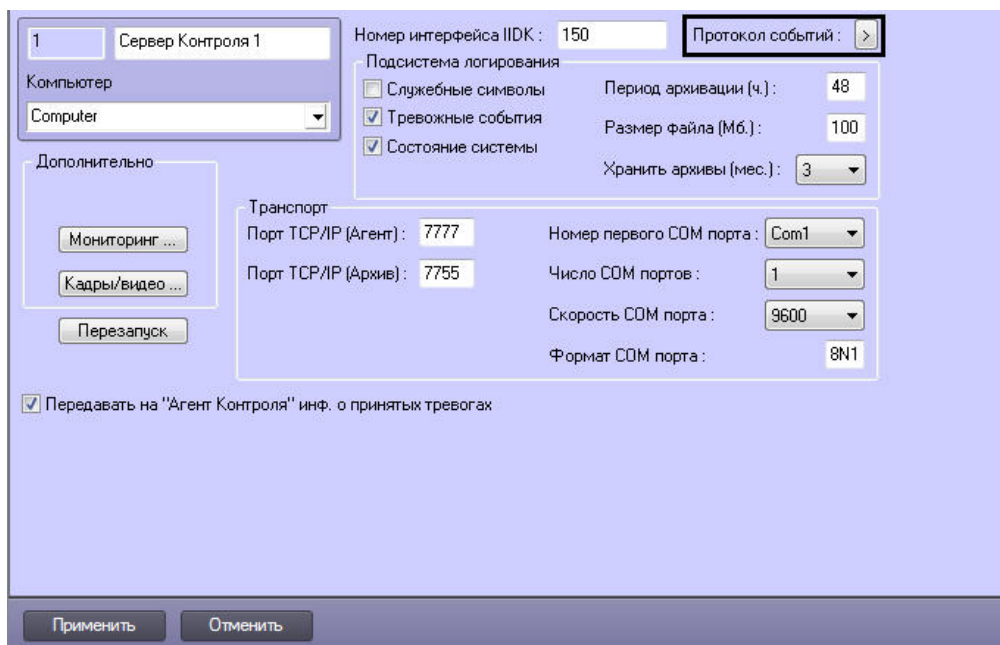 1 Сервер Контроля 1
Номер интерфейса IIDK : 150
Протокол событий : >
Компьютер
Computer
Подсистема логирования
Служебные символы
Тревожные события
Состояние системы
Период архивации (ч.) : 48
Размер файла (Мб.) : 100
Хранить архивы (мес.) : 3
Дополнительно
Мониторинг ...
Кадры/видео ...
Перезапуск
Транспорт
Порт TCP/IP (Агент) : 7777
Порт TCP/IP (Архив) : 7755
Номер первого COM порта : Com1
Число COM портов : 1
Скорость COM порта : 9600
Формат COM порта : 8N1
Передавать на "Агент Контроля" инф. о принятых тревогах
Применить
Отменить